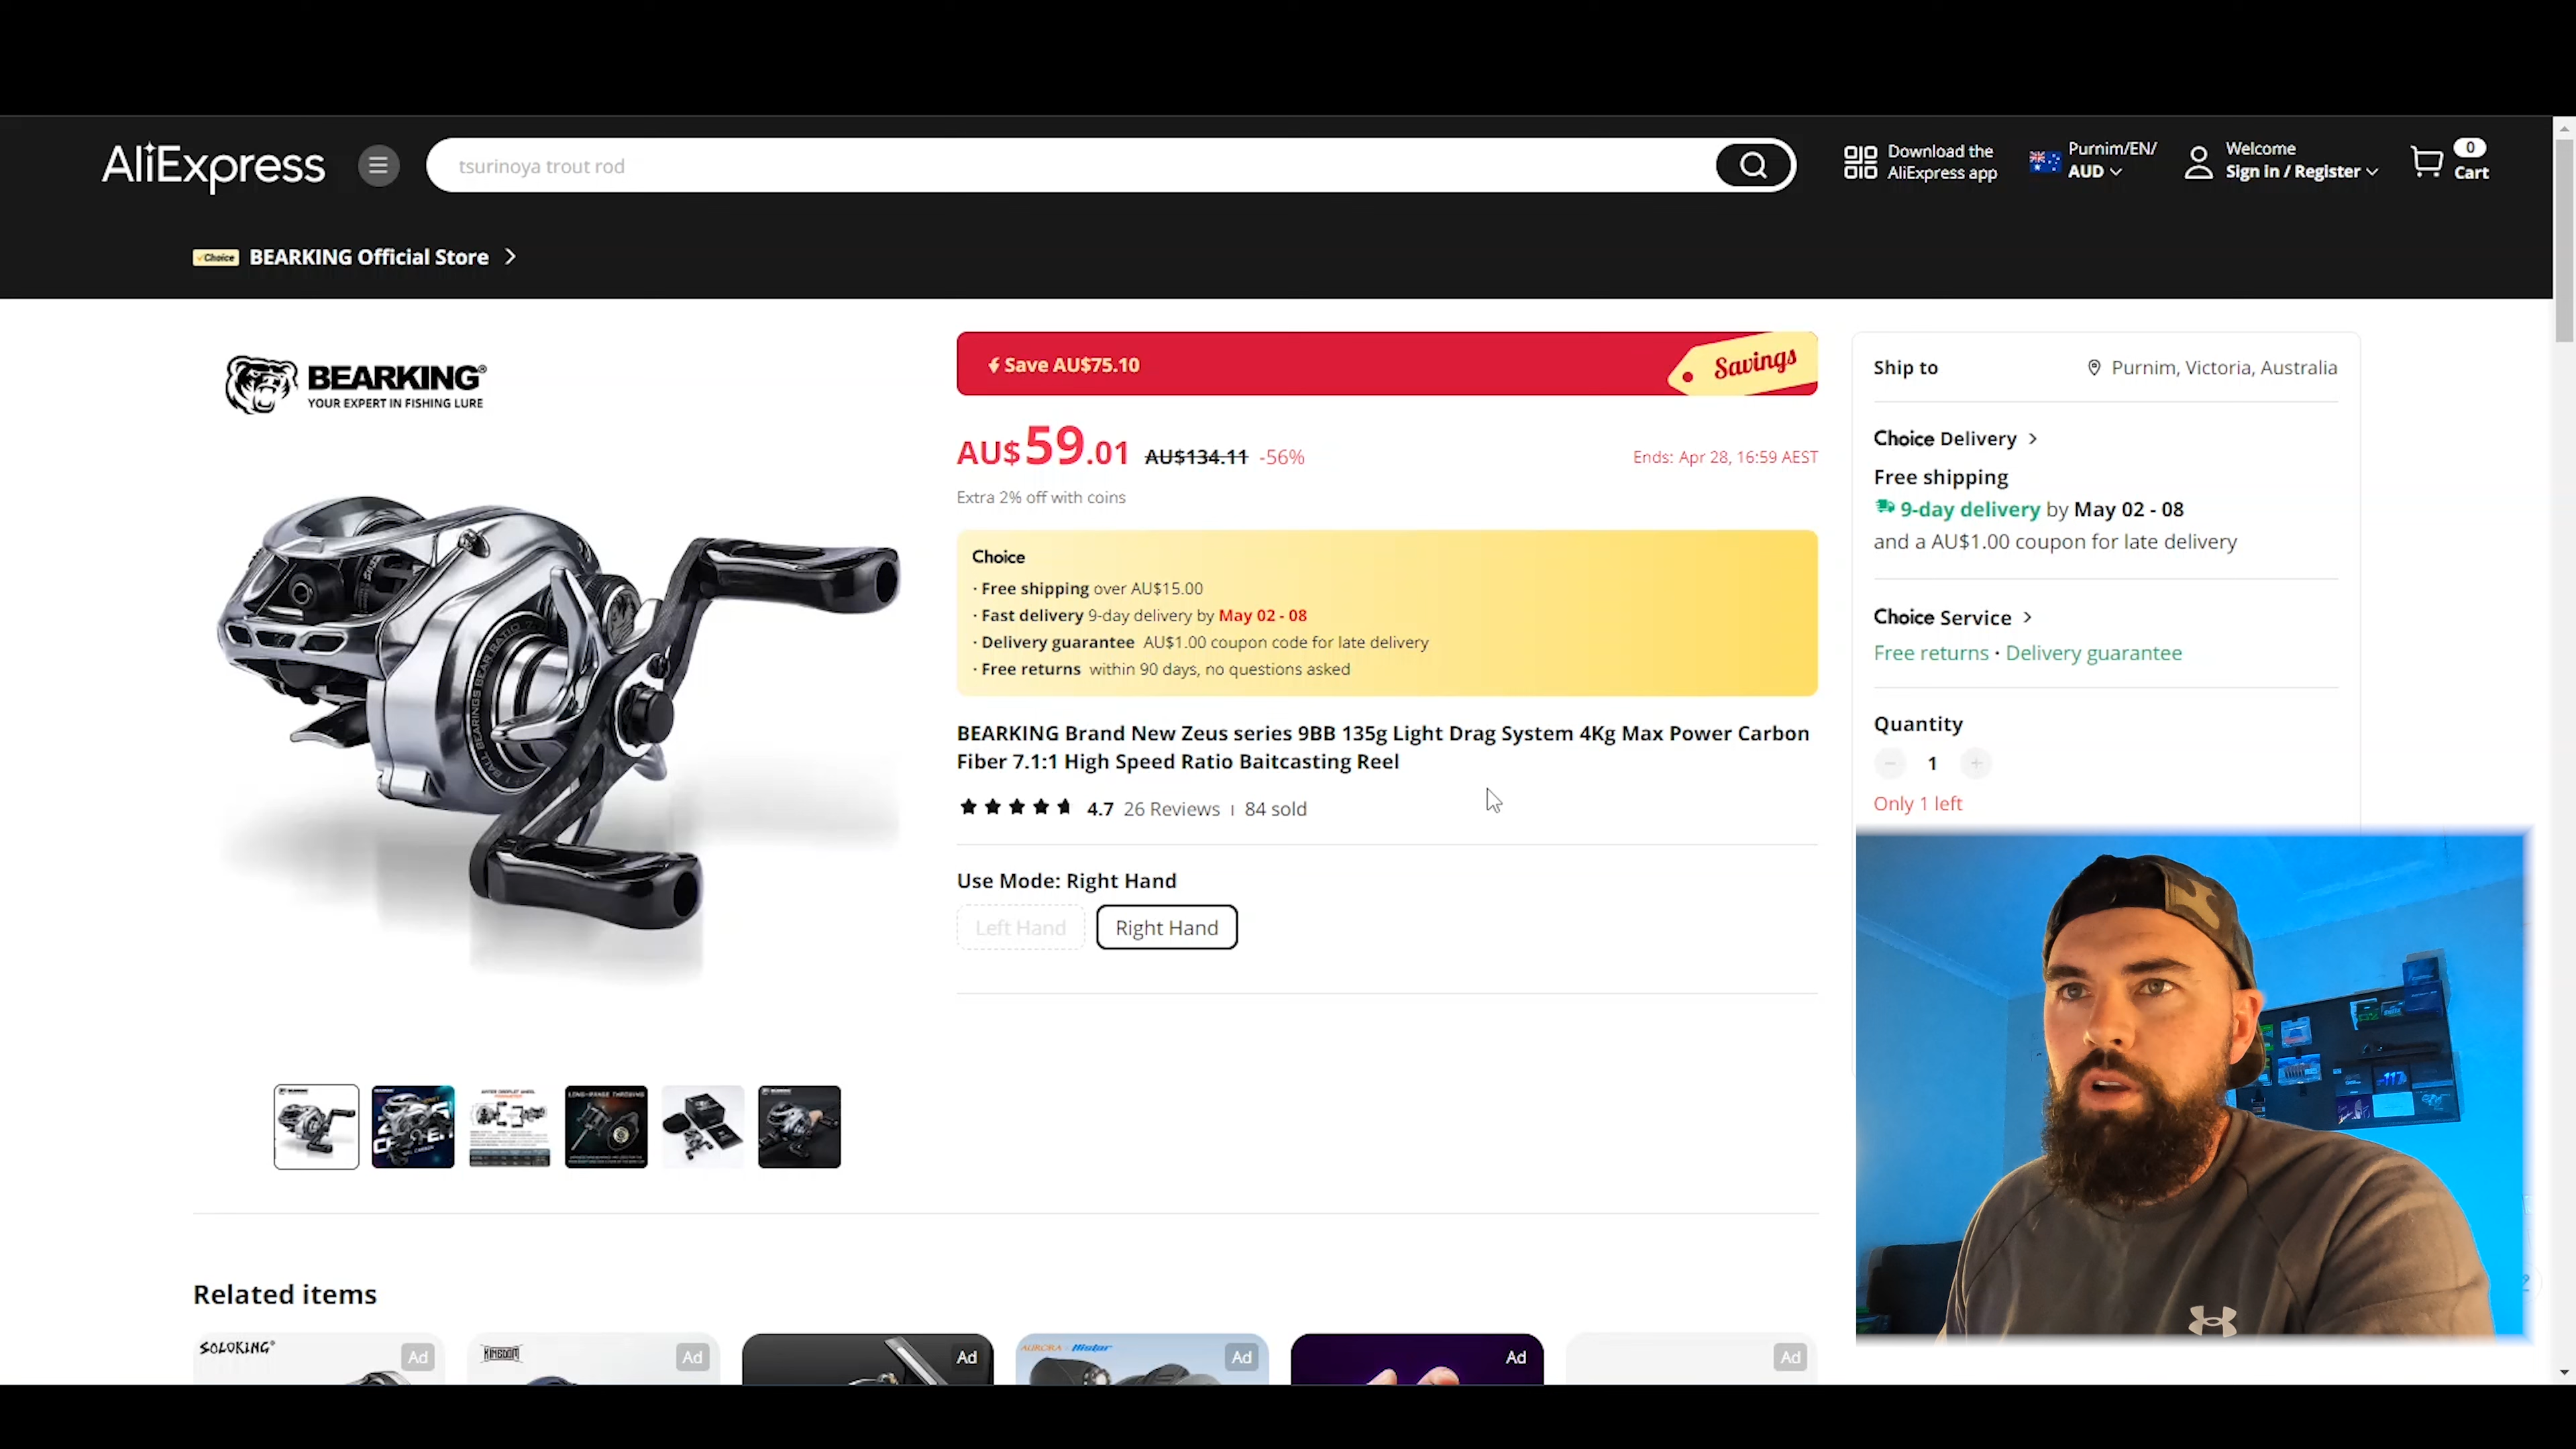 AliExpress
tsurinoya trout rod
Download the
AliExpress app
Purnim/EN/
AUD
Welcome
Sign in / Register
0
Cart
Choice BEARKING Official Store
BEARKING®
YOUR EXPERT IN FISHING LURE
Save AU$75.10
Savings
AU$59.01 AU$134.11 -56%
Ends: Apr 28, 16:59 AEST
Extra 2% off with coins
Choice
· Free shipping over AU$15.00
· Fast delivery 9-day delivery by May 02 - 08
· Delivery guarantee AU$1.00 coupon code for late delivery
· Free returns within 90 days, no questions asked
BEARKING Brand New Zeus series 9BB 135g Light Drag System 4Kg Max Power Carbon
Fiber 7.1:1 High Speed Ratio Baitcasting Reel
4.7 26 Reviews | 84 sold
Use Mode: Right Hand
Left Hand
Right Hand
Ship to
Purnim, Victoria, Australia
Choice Delivery
Free shipping
9-day delivery by May 02 - 08
and a AU$1.00 coupon for late delivery
Choice Service
Free returns · Delivery guarantee
Quantity
1
Only 1 left
LONG-RANGE THROWING
Related items
SOLOKING®
Ad
KINGDOM
Ad
Ad
AURORA x Histar
Ad
Ad
Ad